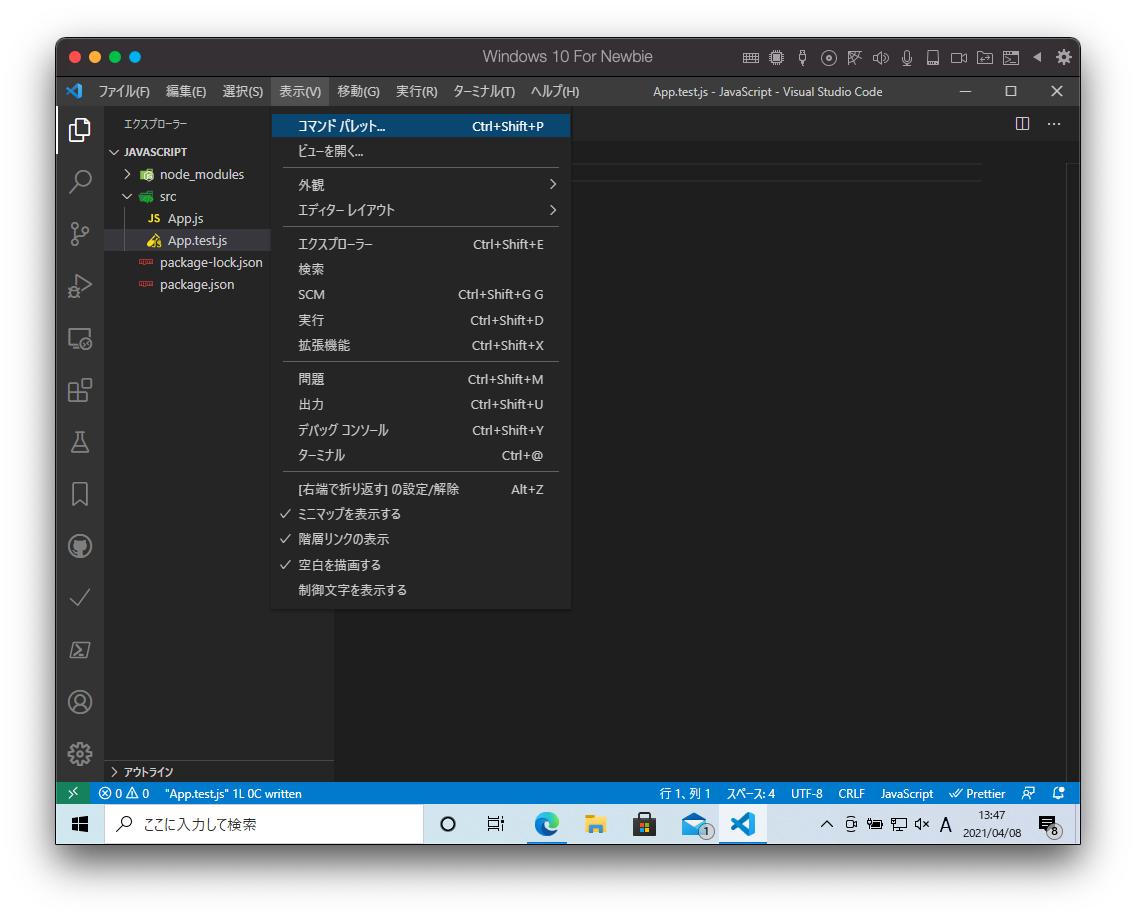 Windows 10 For Newbie
ファイル(F) 編集(E) 選択(S) 表示(V) 移動(G) 実行(R) ターミナル(T) ヘルプ(H) App.test.js - JavaScript - Visual Studio Code
エクスプローラー
JAVASCRIPT
node_modules
src
JS App.js
App.test.js
package-lock.json
package.json
コマンド パレット... Ctrl+Shift+P
ビューを開く...
外観
エディター レイアウト
エクスプローラー Ctrl+Shift+E
検索
SCM Ctrl+Shift+G G
実行 Ctrl+Shift+D
拡張機能 Ctrl+Shift+X
問題 Ctrl+Shift+M
出力 Ctrl+Shift+U
デバッグ コンソール Ctrl+Shift+Y
ターミナル Ctrl+@
[右端で折り返す] の設定/解除 Alt+Z
ミニマップを表示する
階層リンクの表示
空白を描画する
制御文字を表示する
アウトライン
0 0 "App.test.js" 1L 0C written 行 1、列 1 スペース: 4 UTF-8 CRLF JavaScript Prettier
ここに入力して検索 1 A 13:47
2021/04/08 8